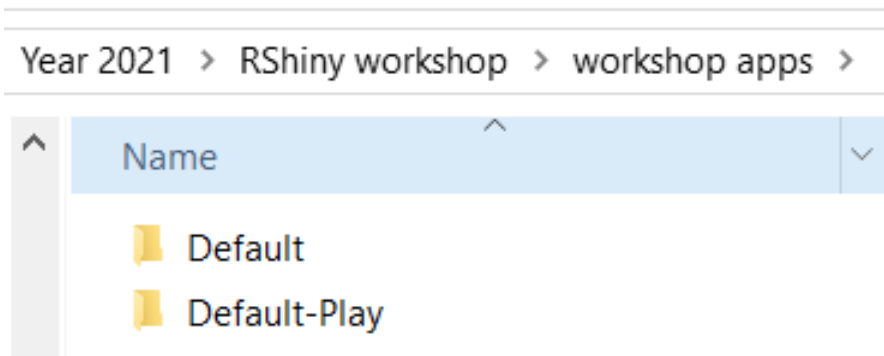 Year 2021 > RShiny workshop > workshop apps >
Name
Default
Default-Play